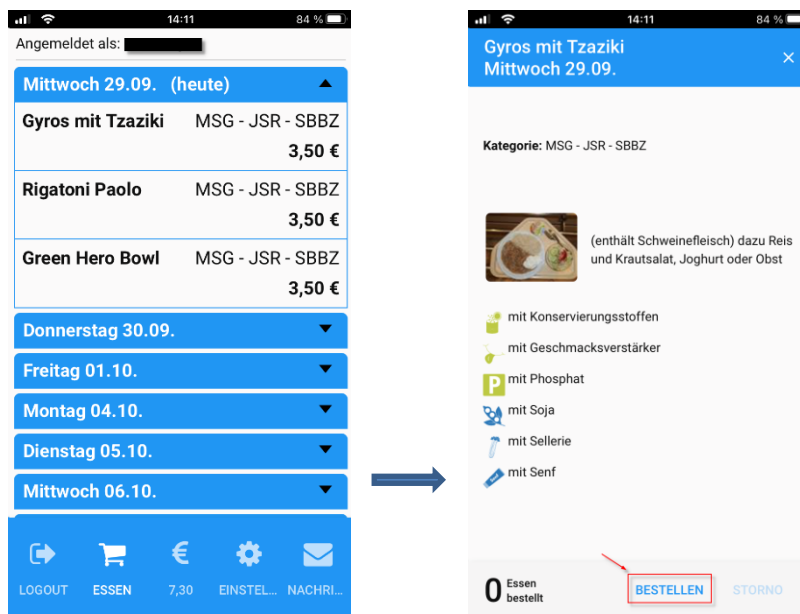 14:11
84 %
Angemeldet als:
Mittwoch 29.09. (heute)
Gyros mit Tzaziki MSG - JSR - SBBZ
3,50 €
Rigatoni Paolo MSG - JSR - SBBZ
3,50 €
Green Hero Bowl MSG - JSR - SBBZ
3,50 €
Donnerstag 30.09.
Freitag 01.10.
Montag 04.10.
Dienstag 05.10.
Mittwoch 06.10.
€
LOGOUT ESSEN 7,30 EINSTEL... NACHRI...
14:11
84 %
Gyros mit Tzaziki
Mittwoch 29.09.
×
Kategorie: MSG - JSR - SBBZ
(enthält Schweinefleisch) dazu Reis
und Krautsalat, Joghurt oder Obst
mit Konservierungsstoffen
mit Geschmacksverstärker
P mit Phosphat
mit Soja
mit Sellerie
mit Senf
0 Essen
bestellt
BESTELLEN STORNO